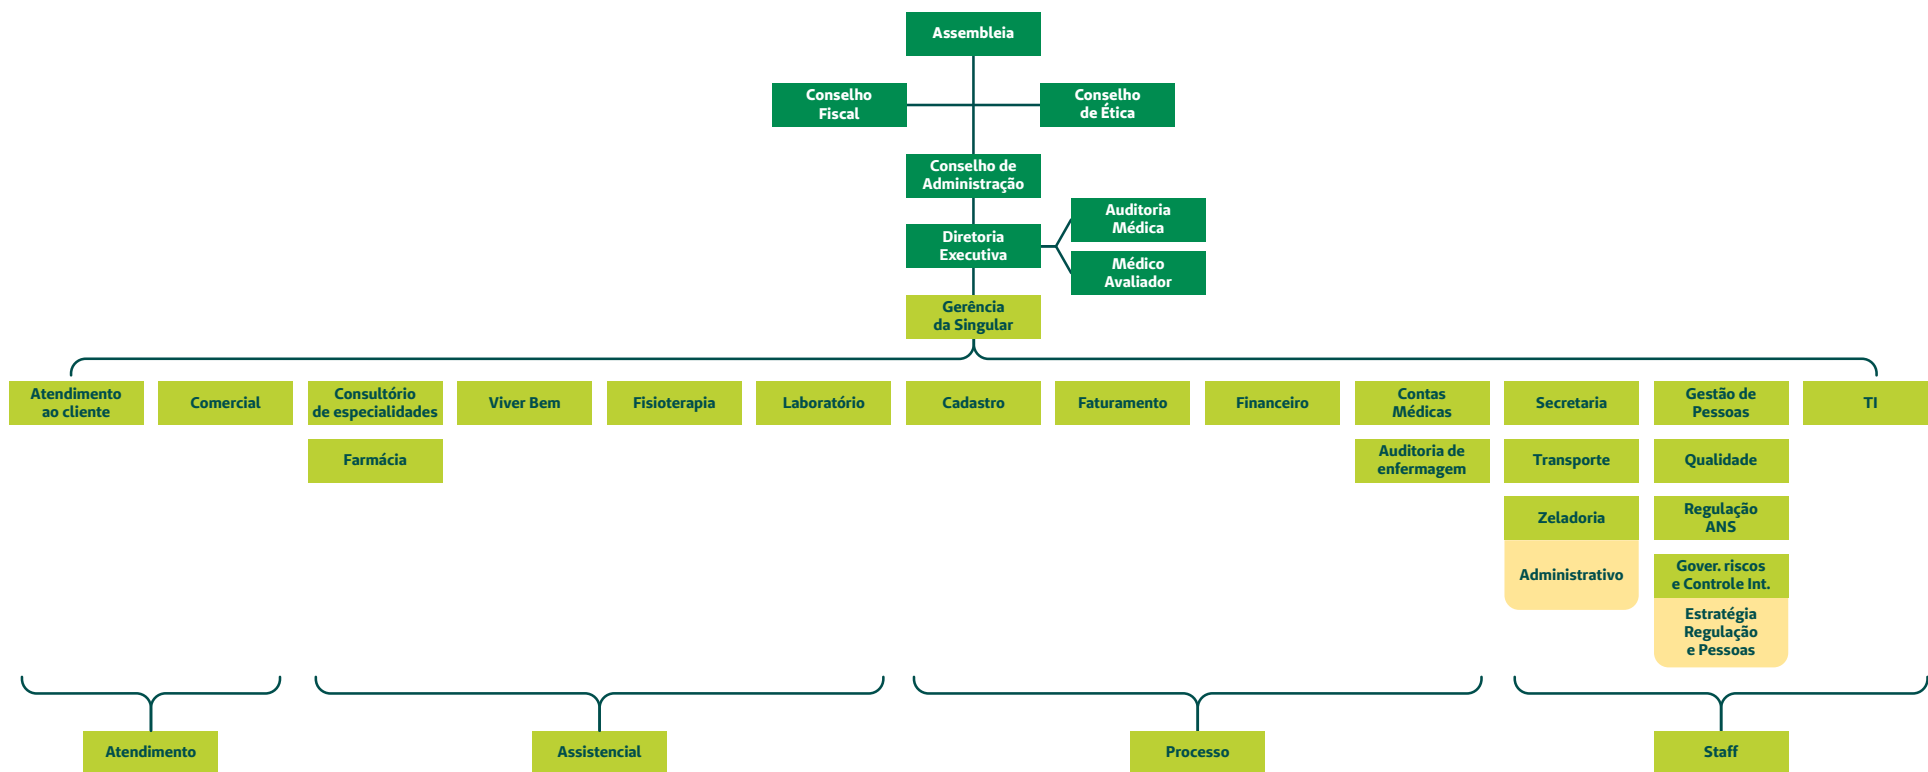 Assembleia
Conselho
Fiscal
Conselho
de Ética
Conselho de
Administração
Auditoria
Médica
Diretoria
Executiva
Médico
Avaliador
Gerência
da Singular
Atendimento
ao cliente
Comercial
Consultório
de especialidades
Viver Bem
Fisioterapia
Laboratório
Cadastro
Faturamento
Financeiro
Contas
Médicas
Secretaria
Gestão de
Pessoas
TI
Farmácia
Auditoria de
enfermagem
Transporte
Qualidade
Zeladoria
Regulação
ANS
Administrativo
Gover. riscos
e Controle Int.
Estratégia
Regulação
e Pessoas
Atendimento
Assistencial
Processo
Staff